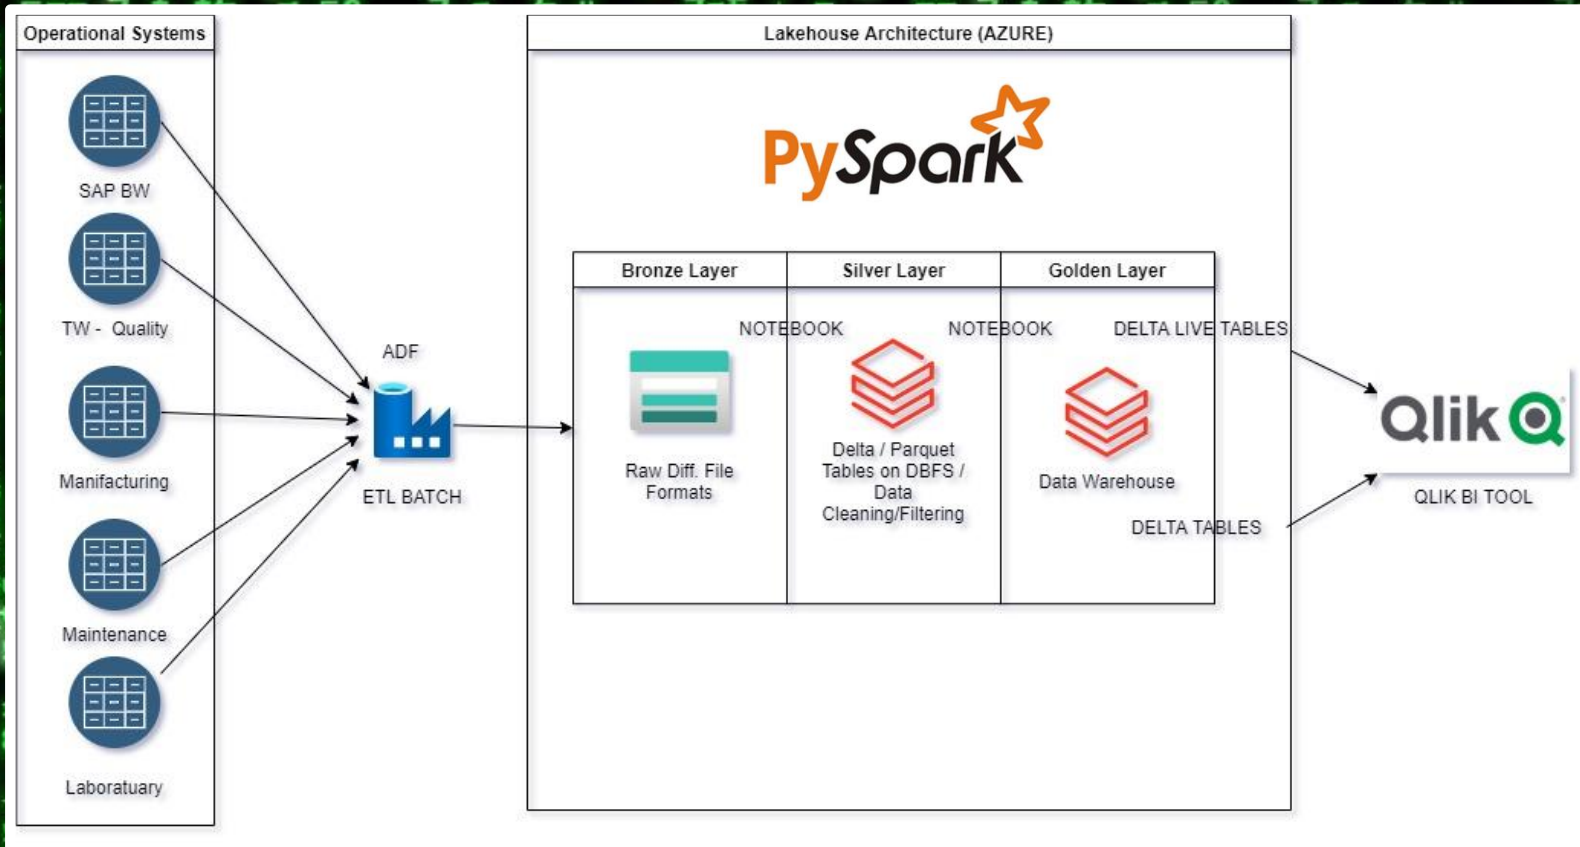 Operational Systems
SAP BW
TW - Quality
Manifacturing
Maintenance
Laboratuary
ADF
ETL BATCH
Lakehouse Architecture (AZURE)
PySpark
Bronze Layer
Silver Layer
Golden Layer
NOTEBOOK
NOTEBOOK
DELTA LIVE TABLES
Raw Diff. File
Formats
Delta / Parquet
Tables on DBFS /
Data
Cleaning/Filtering
Data Warehouse
DELTA TABLES
Qlik
QLIK BI TOOL